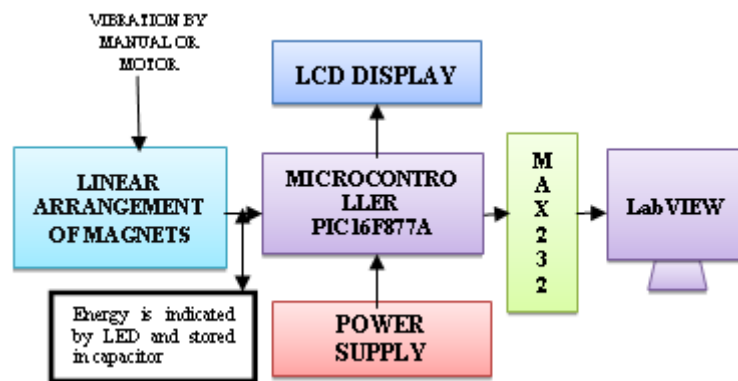 VIBRATION BY
MANUAL OR
MOTOR
LCD DISPLAY
LINEAR
ARRANGEMENT
OF MAGNETS
MICROCONTRO
LLER
PIC16F877A
M
A
X
2
3
2
LabVIEW
Energy is indicated
by LED and stored
in capacitor
POWER
SUPPLY